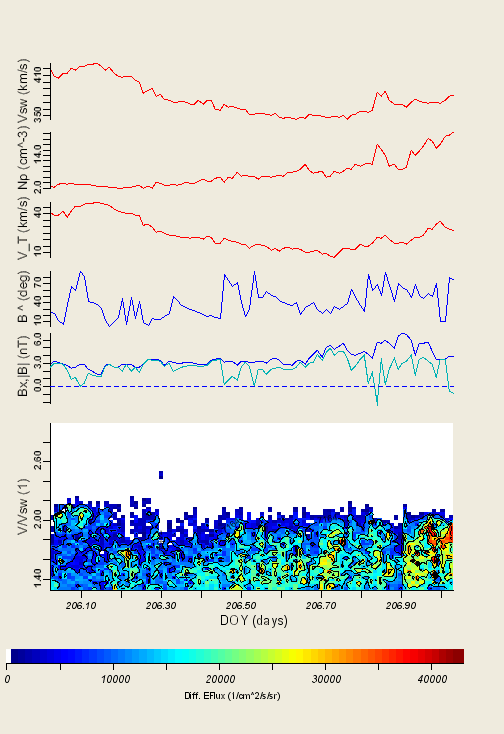 Vsw (km/s)
410
350
Np (cm^-3)
14.0
2.0
V_T (km/s)
40
10
B ^ (deg)
70
40
10
Bx,|B| (nT)
6.0
3.0
0.0
V/Vsw (1)
2.60
2.00
1.40
206.10 206.30 206.50 206.70 206.90
DOY (days)
0 10000 20000 30000 40000
Diff. EFlux (1/cm^2/s/sr)